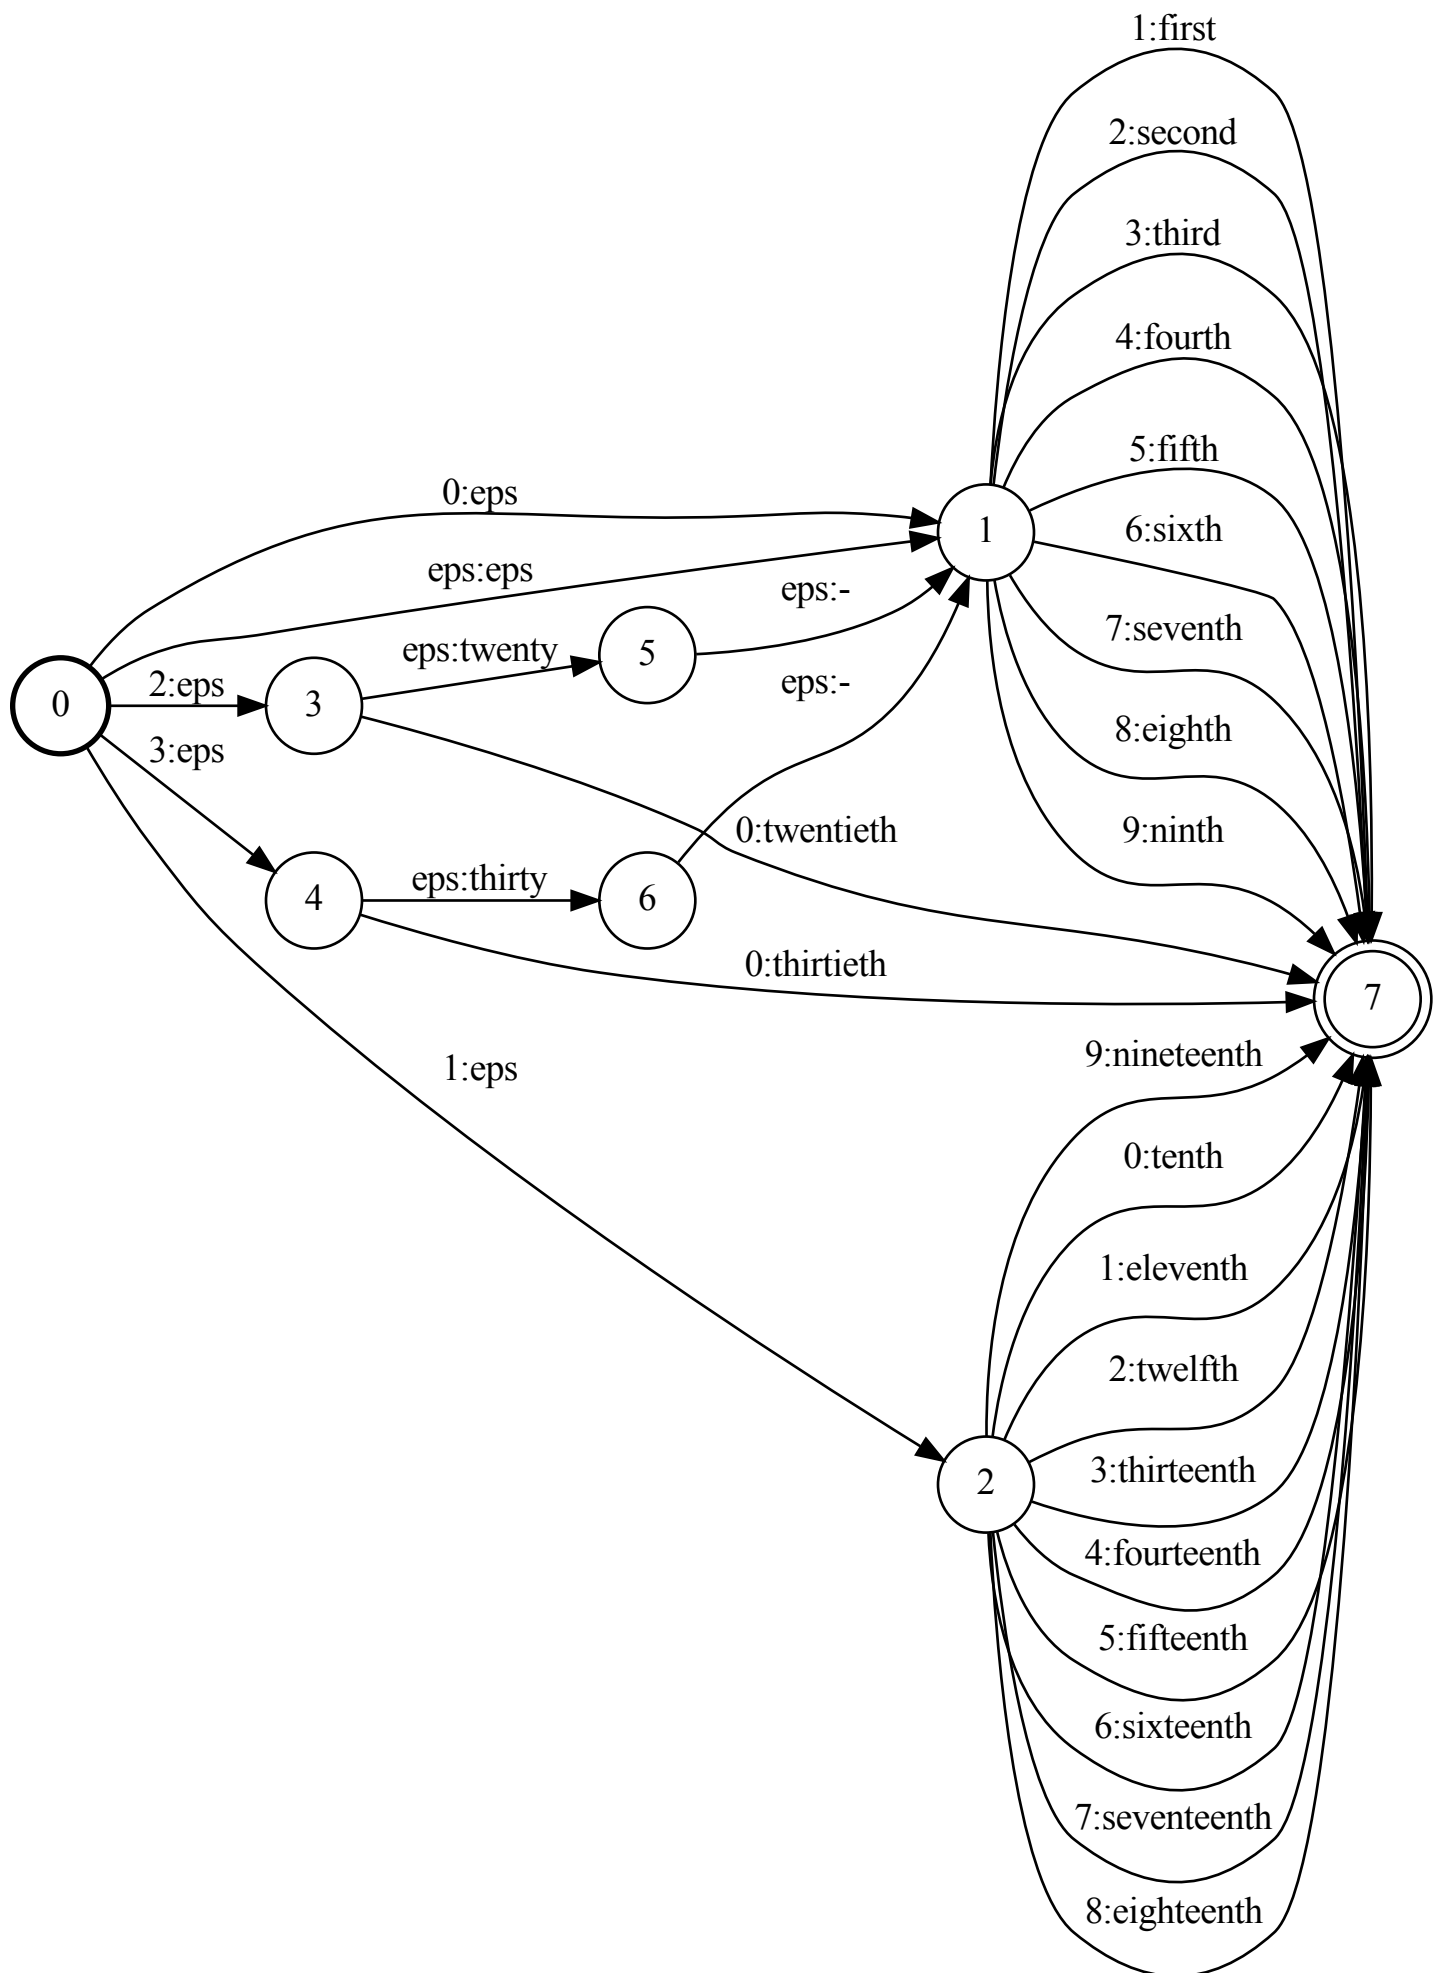 1:first
2:second
3:third
4:fourth
5:fifth
0:eps
1
6:sixth
eps:eps
eps:-
7:seventh
eps:twenty
5
2:eps
eps:-
0
3
3:eps
8:eighth
0:twentieth
9:ninth
eps:thirty
4
6
0:thirtieth
7
9:nineteenth
1:eps
0:tenth
1:eleventh
2:twelfth
3:thirteenth
2
4:fourteenth
5:fifteenth
6:sixteenth
7:seventeenth
8:eighteenth